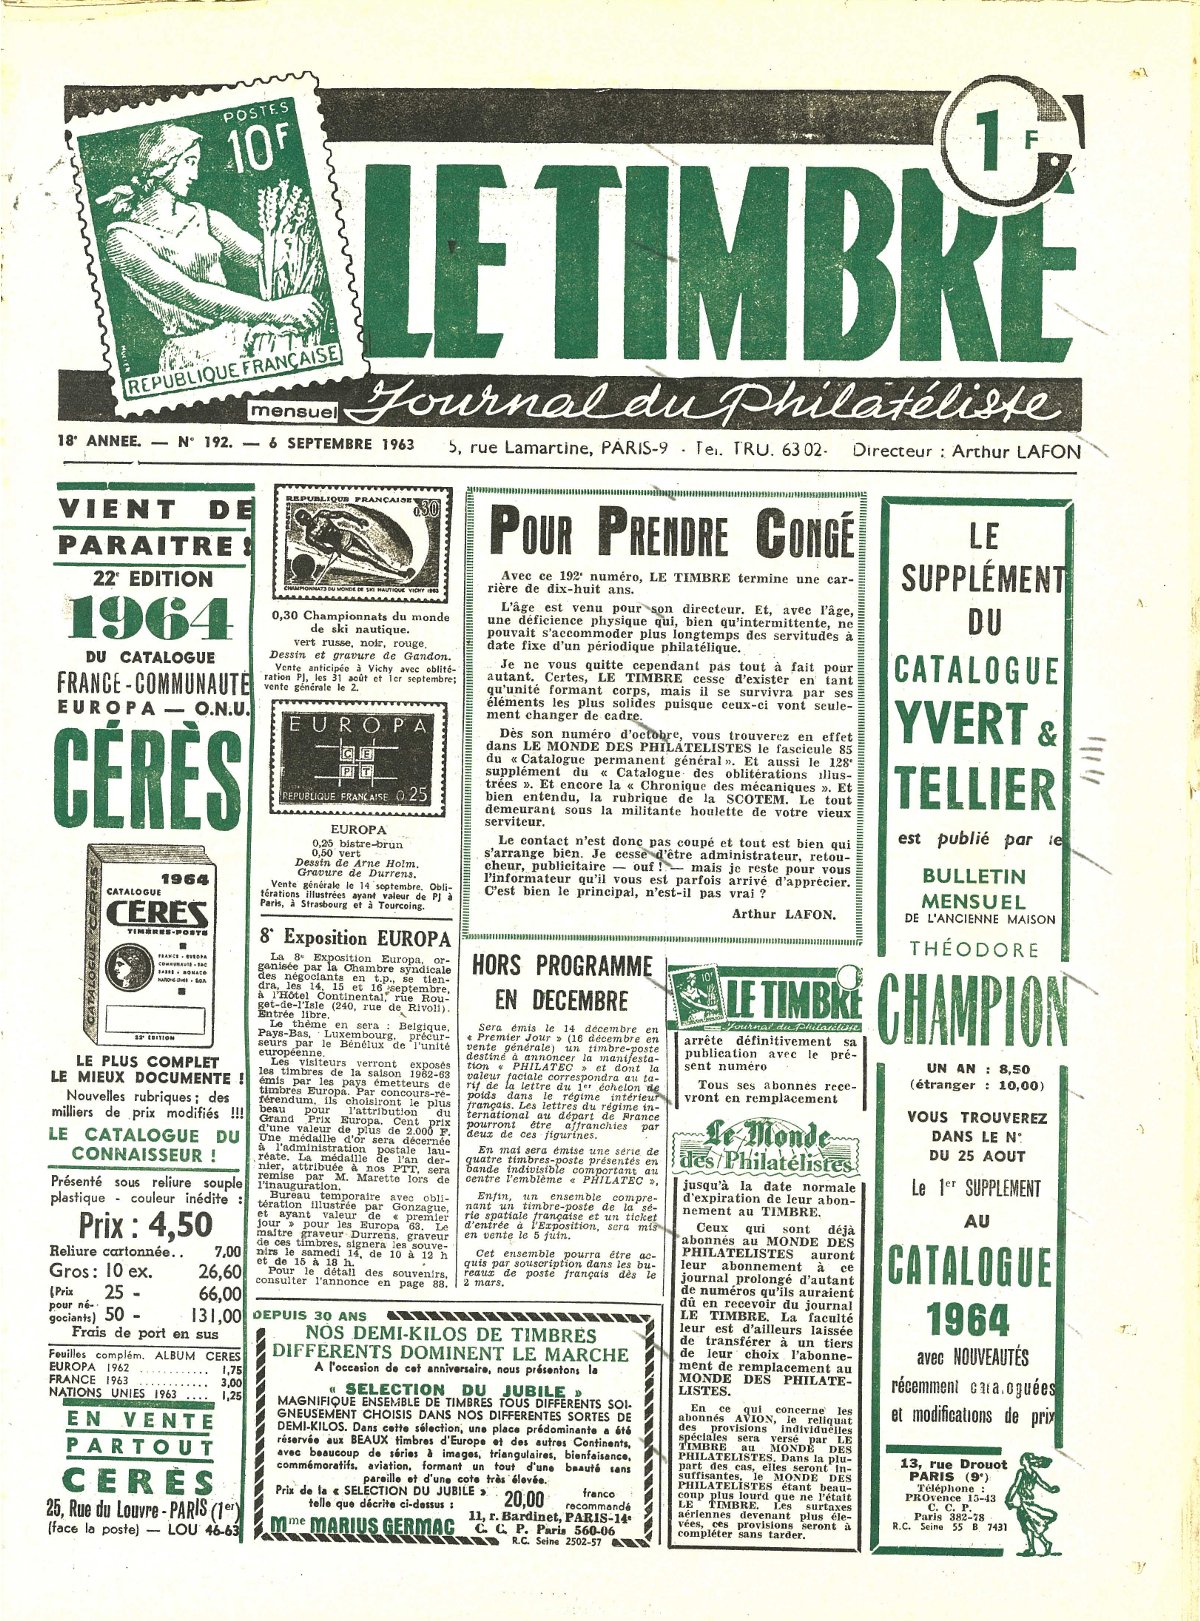 POSTES
10F
REPUBLIQUE FRANÇAISE
1 F
LE TIMBRE
mensuel Journal du Philatéliste
18e ANNEE. — N° 192. — 6 SEPTEMBRE 1963 5, rue Lamartine, PARIS-9 - Tel. TRU. 63 02- Directeur : Arthur LAFON
VIENT DE
PARAITRE !
22e EDITION
1964
DU CATALOGUE
FRANCE-COMMUNAUTÉ
EUROPA — O.N.U.
CÉRÈS
CATALOGUE CERES
1964
CATALOGUE
CERES
TIMBRES-POSTE
22e EDITION
LE PLUS COMPLET
LE MIEUX DOCUMENTE !
Nouvelles rubriques ; des
milliers de prix modifiés !!!
LE CATALOGUE DU
CONNAISSEUR !
Présenté sous reliure souple
plastique - couleur inédite :
Prix : 4,50
Reliure cartonnée.. 7,00
Gros : 10 ex. 26,60
(Prix 25 - 66,00
pour né-
gociants) 50 - 131,00
Frais de port en sus
Feuilles complém. ALBUM CERES
EUROPA 1962 .......... 1,75
FRANCE 1963 .......... 3,00
NATIONS UNIES 1963 .... 1,25
EN VENTE
PARTOUT
CERÈS
25, Rue du Louvre - PARIS (1er)
(face la poste) — LOU 46-63
REPUBLIQUE FRANÇAISE
0,30
CHAMPIONNATS DU MONDE DE SKI NAUTIQUE VICHY 1963
0,30 Championnats du monde
de ski nautique.
vert russe, noir, rouge.
Dessin et gravure de Gandon.
Vente anticipée à Vichy avec oblité-
ration PJ, les 31 août et 1er septembre;
vente générale le 2.
EUROPA
CE
PT
REPUBLIQUE FRANÇAISE 0.25
EUROPA
0,25 bistre-brun
0,50 vert
Dessin de Arne Holm.
Gravure de Durrens.
Vente générale le 14 septembre. Obli-
térations illustrées ayant valeur de PJ à
Paris, à Strasbourg et à Tourcoing.
8e Exposition EUROPA
La 8e Exposition Europa, or-
ganisée par la Chambre syndicale
des négociants en t.p., se tien-
dra, les 14, 15 et 16 septembre,
à l'Hôtel Continental, rue Rou-
get-de-l'Isle (240, rue de Rivoli).
Entrée libre.
Le thème en sera : Belgique,
Pays-Bas, Luxembourg, précur-
seurs par le Bénélux de l'unité
européenne.
Les visiteurs verront exposés
les timbres de la saison 1962-63
émis par les pays émetteurs de
timbres Europa. Par concours-ré-
férendum, ils choisiront le plus
beau pour l'attribution du
Grand Prix Europa. Cent prix
d'une valeur de plus de 2.000 F.
Une médaille d'or sera décernée
à l'administration postale lau-
réate. La médaille de l'an der-
nier, attribuée à nos PTT, sera
remise par M. Marette lors de
l'inauguration.
Bureau temporaire avec obli-
tération illustrée par Gonzague,
et ayant valeur de « premier
jour » pour les Europa 63. Le
maître graveur Durrens, graveur
de ces timbres, signera les souve-
nirs le samedi 14, de 10 à 12 h
et de 15 à 18 h.
Pour le détail des souvenirs,
consulter l'annonce en page 88.
POUR PRENDRE CONGÉ
Avec ce 192e numéro, LE TIMBRE termine une car-
rière de dix-huit ans.
L'âge est venu pour son directeur. Et, avec l'âge,
une déficience physique qui, bien qu'intermittente, ne
pouvait s'accommoder plus longtemps des servitudes à
date fixe d'un périodique philatélique.
Je ne vous quitte cependant pas tout à fait pour
autant. Certes, LE TIMBRE cesse d'exister en tant
qu'unité formant corps, mais il se survivra par ses
éléments les plus solides puisque ceux-ci vont seule-
ment changer de cadre.
Dès son numéro d'octobre, vous trouverez en effet
dans LE MONDE DES PHILATELISTES le fascicule 85
du « Catalogue permanent général ». Et aussi le 128e
supplément du « Catalogue des oblitérations illus-
trées ». Et encore la « Chronique des mécaniques ». Et
bien entendu, la rubrique de la SCOTEM. Le tout
demeurant sous la militante houlette de votre vieux
serviteur.
Le contact n'est donc pas coupé et tout est bien qui
s'arrange bien. Je cesse d'être administrateur, retou-
cheur, publicitaire — ouf ! — mais je reste pour vous
l'informateur qu'il vous est parfois arrivé d'apprécier.
C'est bien le principal, n'est-il pas vrai ?
Arthur LAFON.
HORS PROGRAMME
EN DECEMBRE
Sera émis le 14 décembre en
« Premier Jour » (16 décembre en
vente générale) un timbre-poste
destiné à annoncer la manifesta-
tion « PHILATEC » et dont la
valeur faciale correspondra au ta-
rif de la lettre du 1er échelon de
poids dans le régime intérieur
français. Les lettres du régime in-
ternational au départ de France
pourront être affranchies par
deux de ces figurines.
En mai sera émise une série de
quatre timbres-poste présentés en
bande indivisible comportant au
centre l'emblème « PHILATEC ».
Enfin, un ensemble compre-
nant un timbre-poste de la sé-
rie spatiale française et un ticket
d'entrée à l'Exposition, sera mis
en vente le 5 juin.
Cet ensemble pourra être ac-
quis par souscription dans les bu-
reaux de poste français dès le
2 mars.
10F
LE TIMBRE
Journal du Philatéliste
arrête définitivement sa
publication avec le pré-
sent numéro
Tous ses abonnés rece-
vront en remplacement
Le Monde
des Philatélistes
jusqu'à la date normale
d'expiration de leur abon-
nement au TIMBRE.
Ceux qui sont déjà
abonnés au MONDE DES
PHILATELISTES auront
leur abonnement à ce
journal prolongé d'autant
de numéros qu'ils auraient
dû en recevoir du journal
LE TIMBRE. La faculté
leur est d'ailleurs laissée
de transférer à un tiers
de leur choix l'abonne-
ment de remplacement au
MONDE DES PHILATE-
LISTES.
En ce qui concerne les
abonnés AVION, le reliquat
des provisions individuelles
spéciales sera versé par LE
TIMBRE au MONDE DES
PHILATELISTES. Dans la plu-
part des cas, elles seront in-
suffisantes, le MONDE DES
PHILATELISTES étant beau-
coup plus lourd que ne l'était
LE TIMBRE. Les surtaxes
aériennes devenant plus éle-
vées, ces provisions seront à
compléter sans tarder.
DEPUIS 30 ANS
NOS DEMI-KILOS DE TIMBRES
DIFFERENTS DOMINENT LE MARCHE
A l'occasion de cet anniversaire, nous présentons la
« SELECTION DU JUBILE »
MAGNIFIQUE ENSEMBLE DE TIMBRES TOUS DIFFERENTS SOI-
GNEUSEMENT CHOISIS DANS NOS DIFFERENTES SORTES DE
DEMI-KILOS. Dans cette sélection, une place prédominante a été
réservée aux BEAUX timbres d'Europe et des autres Continents,
avec beaucoup de séries à images, triangulaires, bienfaisance,
commémoratifs, aviation, formant un tout d'une beauté sans
pareille et d'une cote très élevée.
Prix de la « SELECTION DU JUBILE »
telle que décrite ci-dessus : 20,00 franco
recommandé
Mme MARIUS GERMAC 11, r. Bardinet, PARIS-14e
C. C. P. Paris 560-06
R.C. Seine 2502-57
LE
SUPPLÉMENT
DU
CATALOGUE
YVERT &
TELLIER
est publié par le
BULLETIN
MENSUEL
DE L'ANCIENNE MAISON
THÉODORE
CHAMPION
UN AN : 8,50
(étranger : 10,00)
VOUS TROUVEREZ
DANS LE N°
DU 25 AOUT
Le 1er SUPPLEMENT
AU
CATALOGUE
1964
avec NOUVEAUTÉS
récemment cataloguées
et modifications de prix
13, rue Drouot
PARIS (9e)
Téléphone :
PROvence 15-43
C. C. P.
Paris 382-78
R.C. Seine 55 B 7431